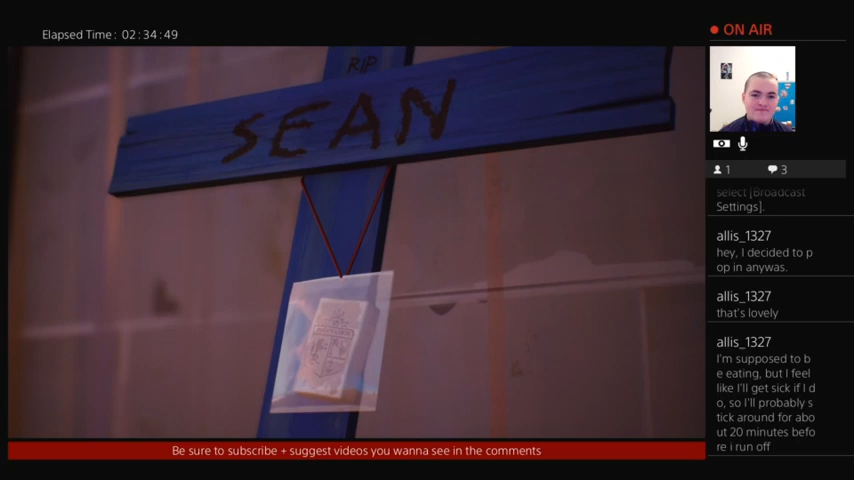 Elapsed Time: 02:34:49
ON AIR
RIP
SEAN
1
3
select [Broadcast
Settings].
allis_1327
hey, I decided to p
op in anywas.
allis_1327
that's lovely
allis_1327
I'm supposed to b
e eating, but I feel
like I'll get sick if I d
o, so I'll probably s
tick around for abo
ut 20 minutes befo
re i run off
Be sure to subscribe + suggest videos you wanna see in the comments